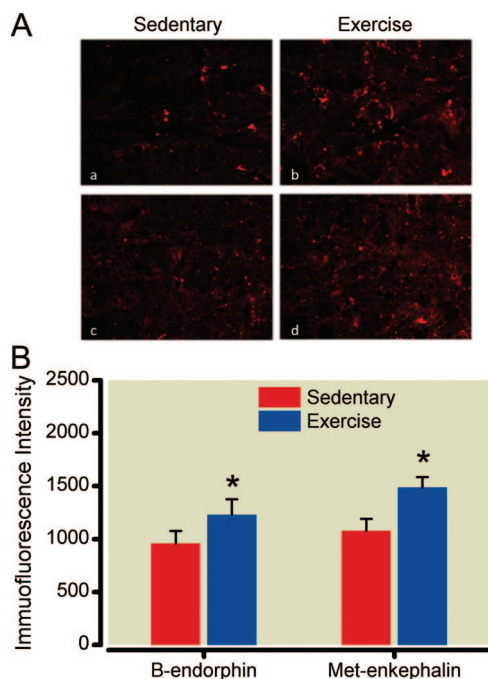 A
Sedentary Exercise
a b
c d
B
Immuofluorescence Intensity
2500
2000
1500
1000
500
0
Sedentary
Exercise
* *
B-endorphin Met-enkephalin